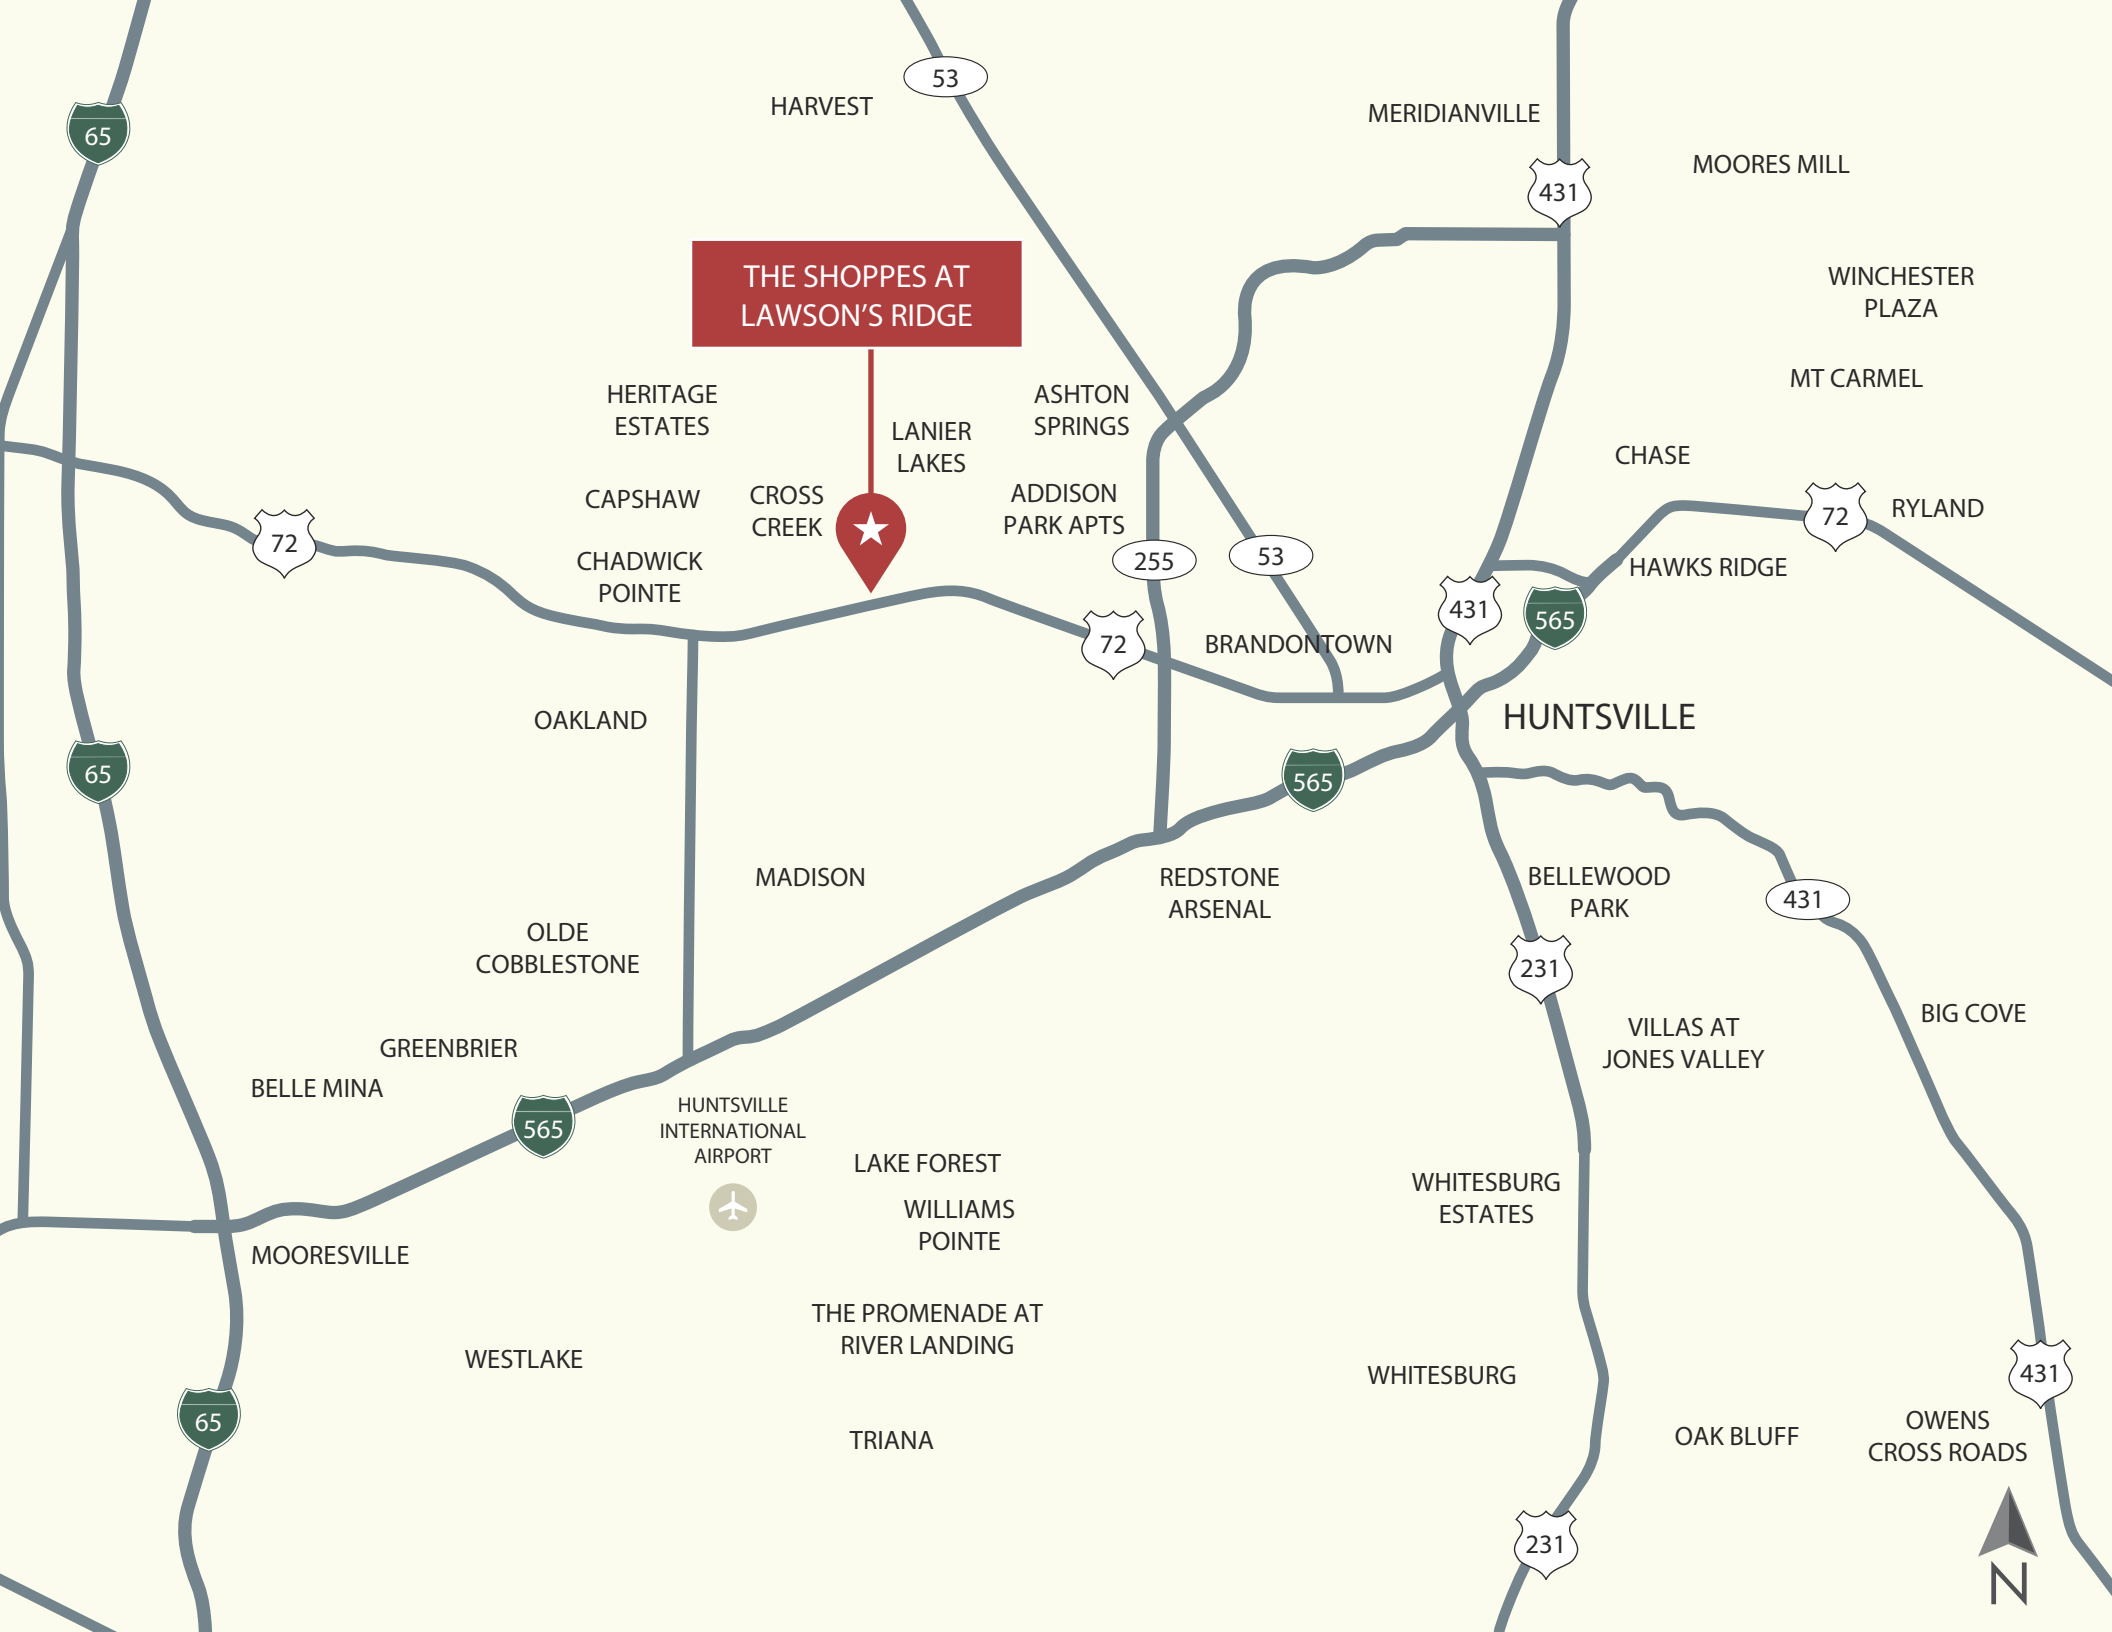 53
HARVEST
MERIDIANVILLE
65
MOORES MILL
431
THE SHOPPES AT
LAWSON’S RIDGE
WINCHESTER
PLAZA
MT CARMEL
HERITAGE
ESTATES
ASHTON
SPRINGS
LANIER
LAKES
CHASE
CAPSHAW
CROSS
CREEK
ADDISON
PARK APTS
72
RYLAND
72
CHADWICK
POINTE
255
53
HAWKS RIDGE
431
565
72
BRANDONTOWN
OAKLAND
HUNTSVILLE
65
565
MADISON
REDSTONE
ARSENAL
BELLEWOOD
PARK
431
OLDE
COBBLESTONE
231
BIG COVE
VILLAS AT
JONES VALLEY
GREENBRIER
BELLE MINA
565
HUNTSVILLE
INTERNATIONAL
AIRPORT
LAKE FOREST
WILLIAMS
POINTE
WHITESBURG
ESTATES
MOORESVILLE
THE PROMENADE AT
RIVER LANDING
WESTLAKE
WHITESBURG
431
65
TRIANA
OAK BLUFF
OWENS
CROSS ROADS
231
N